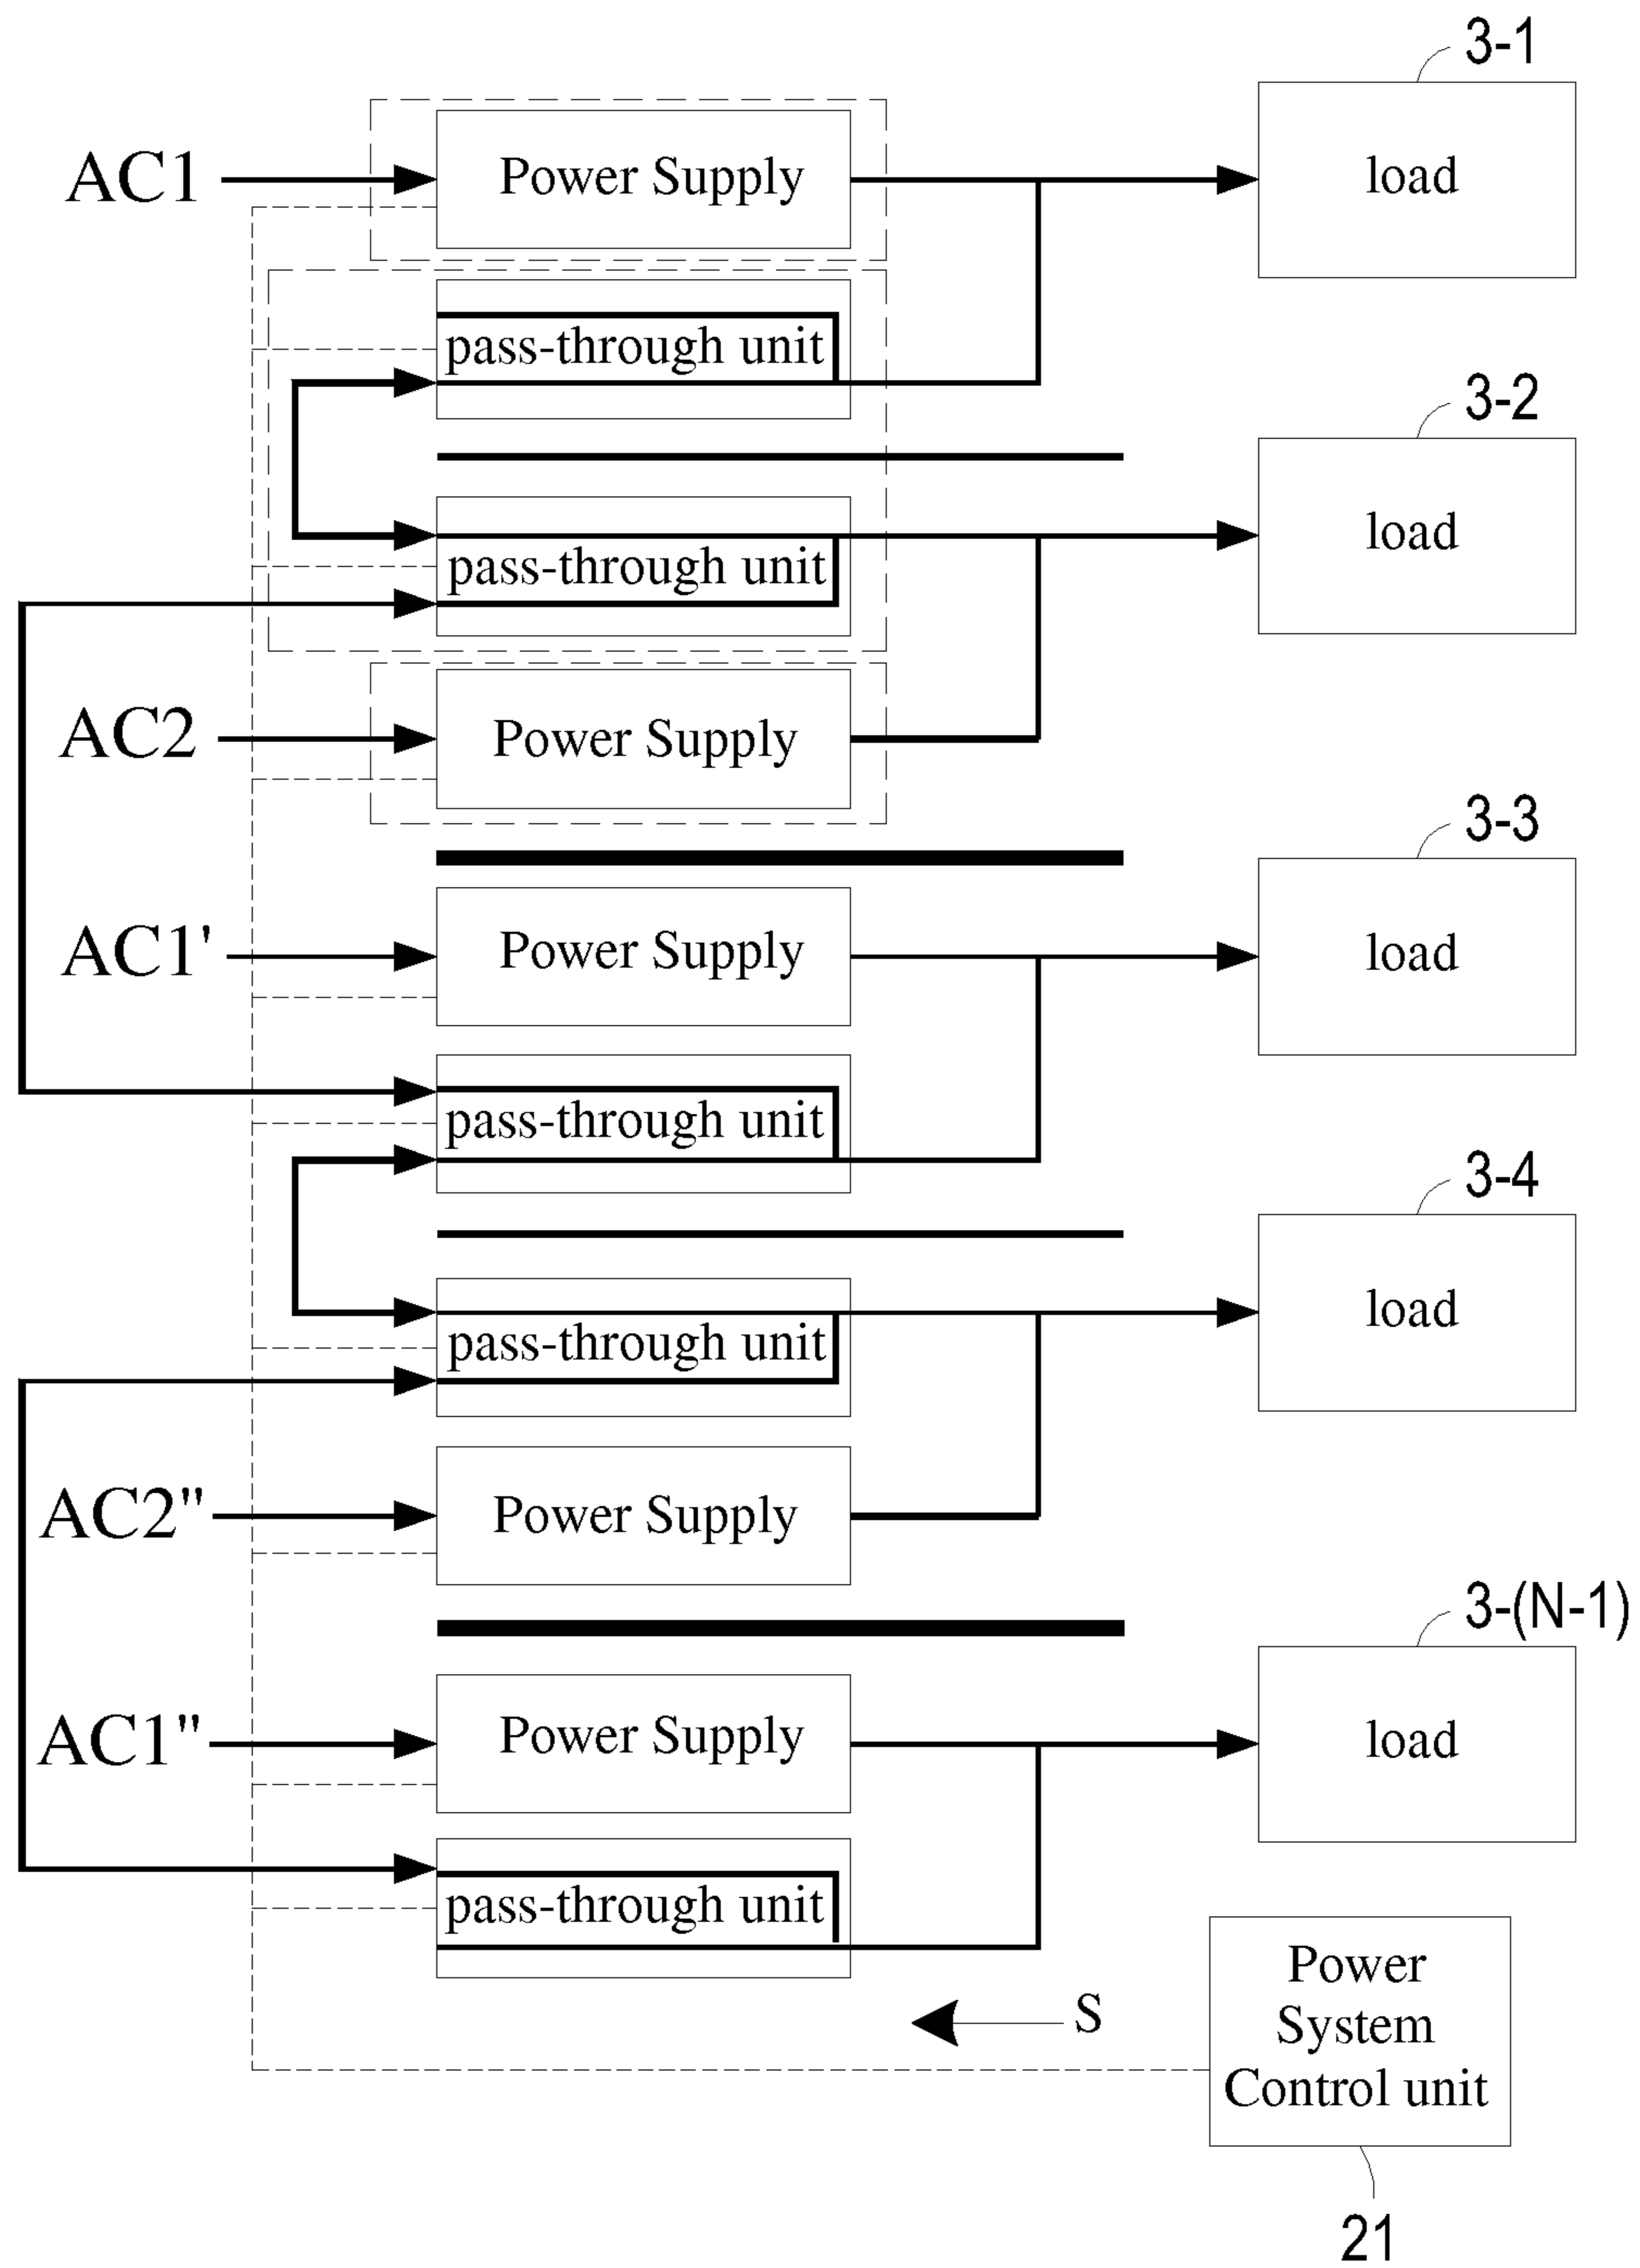 3-1
AC1
Power Supply
load
pass-through unit
3-2
pass-through unit
load
AC2
Power Supply
3-3
AC1'
Power Supply
load
pass-through unit
3-4
pass-through unit
load
AC2"
Power Supply
3-(N-1)
AC1"
Power Supply
load
pass-through unit
S
Power
System
Control unit
21